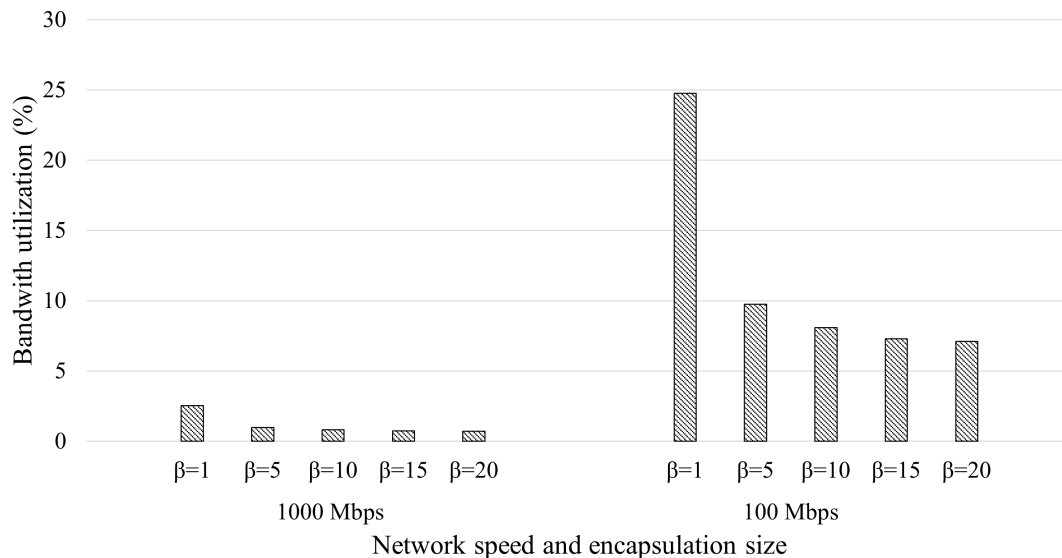 30
25
20
15
10
5
0
Bandwith utilization (%)
β=1 β=5 β=10 β=15 β=20 β=1 β=5 β=10 β=15 β=20
1000 Mbps 100 Mbps
Network speed and encapsulation size